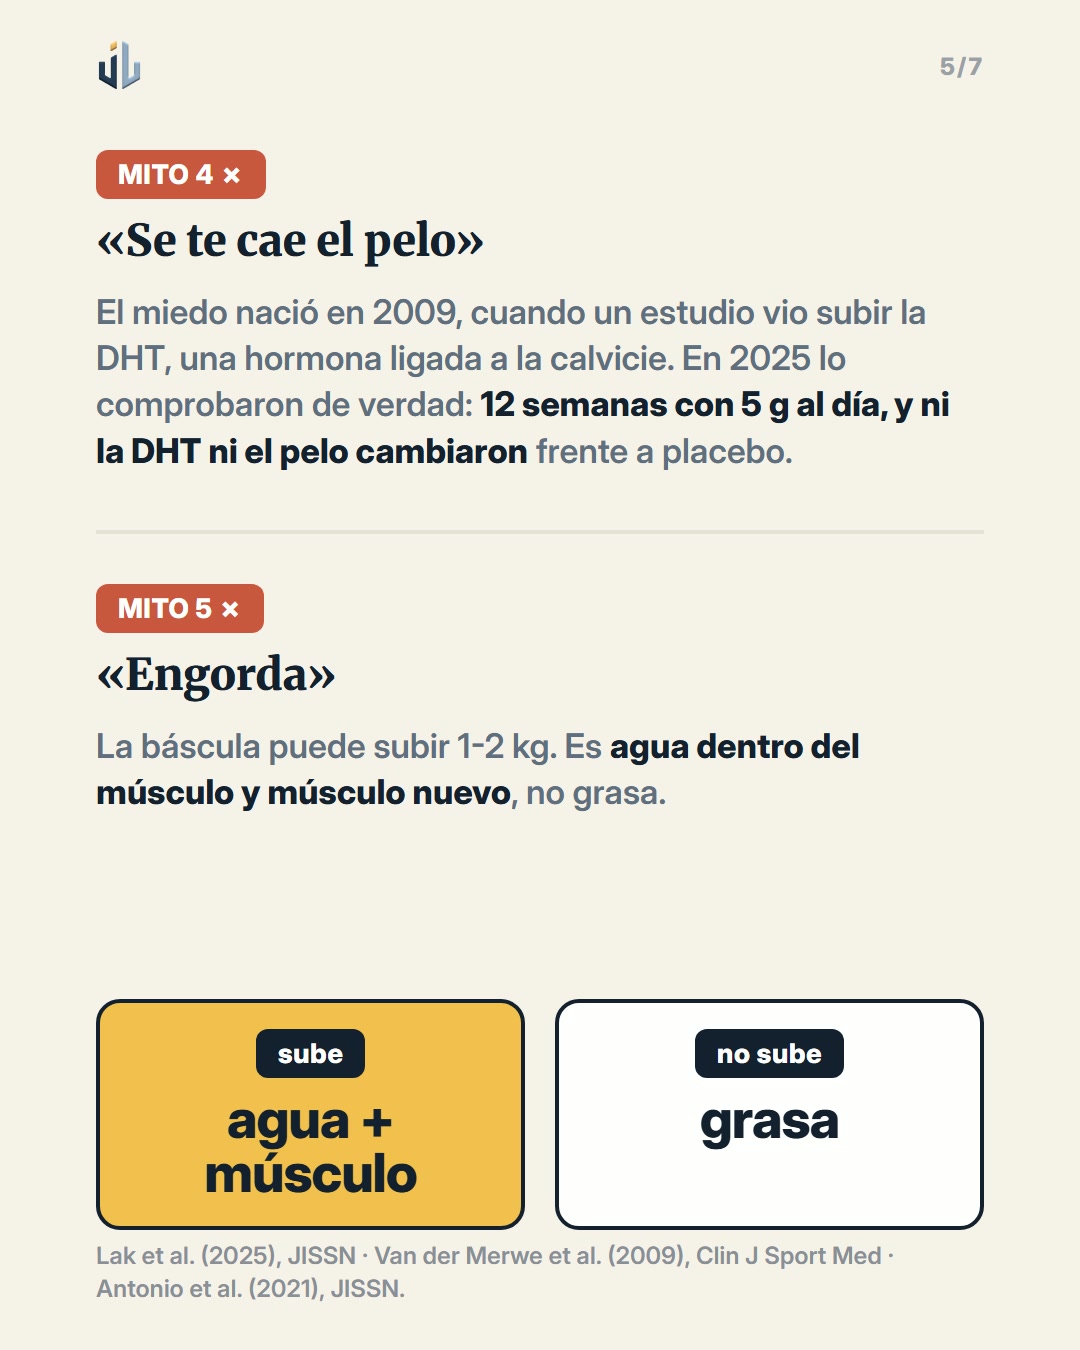 5/7
MITO 4 ×
«Se te cae el pelo»
El miedo nació en 2009, cuando un estudio vio subir la
DHT, una hormona ligada a la calvicie. En 2025 lo
comprobaron de verdad: 12 semanas con 5 g al día, y ni
la DHT ni el pelo cambiaron frente a placebo.
MITO 5 ×
«Engorda»
La báscula puede subir 1-2 kg. Es agua dentro del
músculo y músculo nuevo, no grasa.
sube
agua +
músculo
no sube
grasa
Lak et al. (2025), JISSN · Van der Merwe et al. (2009), Clin J Sport Med ·
Antonio et al. (2021), JISSN.